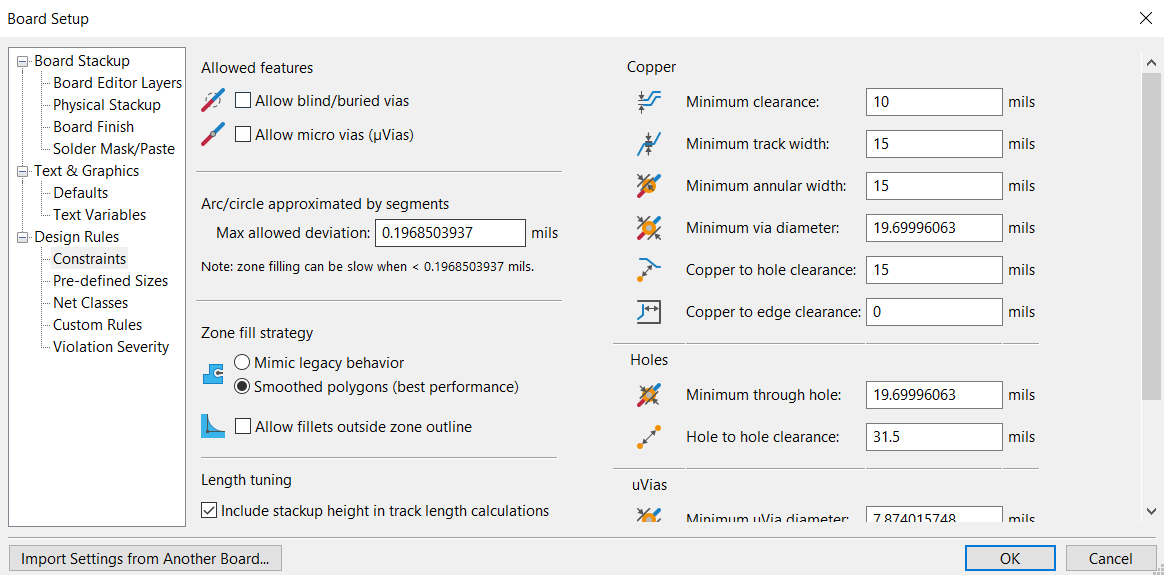 Board Setup
Board Stackup
Board Editor Layers
Physical Stackup
Board Finish
Solder Mask/Paste
Text & Graphics
Defaults
Text Variables
Design Rules
Constraints
Pre-defined Sizes
Net Classes
Custom Rules
Violation Severity
Allowed features
Allow blind/buried vias
Allow micro vias (µVias)
Arc/circle approximated by segments
Max allowed deviation: 0.1968503937 mils
Note: zone filling can be slow when < 0.1968503937 mils.
Zone fill strategy
Mimic legacy behavior
Smoothed polygons (best performance)
Allow fillets outside zone outline
Length tuning
Include stackup height in track length calculations
Copper
Minimum clearance: 10 mils
Minimum track width: 15 mils
Minimum annular width: 15 mils
Minimum via diameter: 19.69996063 mils
Copper to hole clearance: 15 mils
Copper to edge clearance: 0 mils
Holes
Minimum through hole: 19.69996063 mils
Hole to hole clearance: 31.5 mils
uVias
Minimum uVia diameter: 7.874015748 mils
Import Settings from Another Board...
OK
Cancel